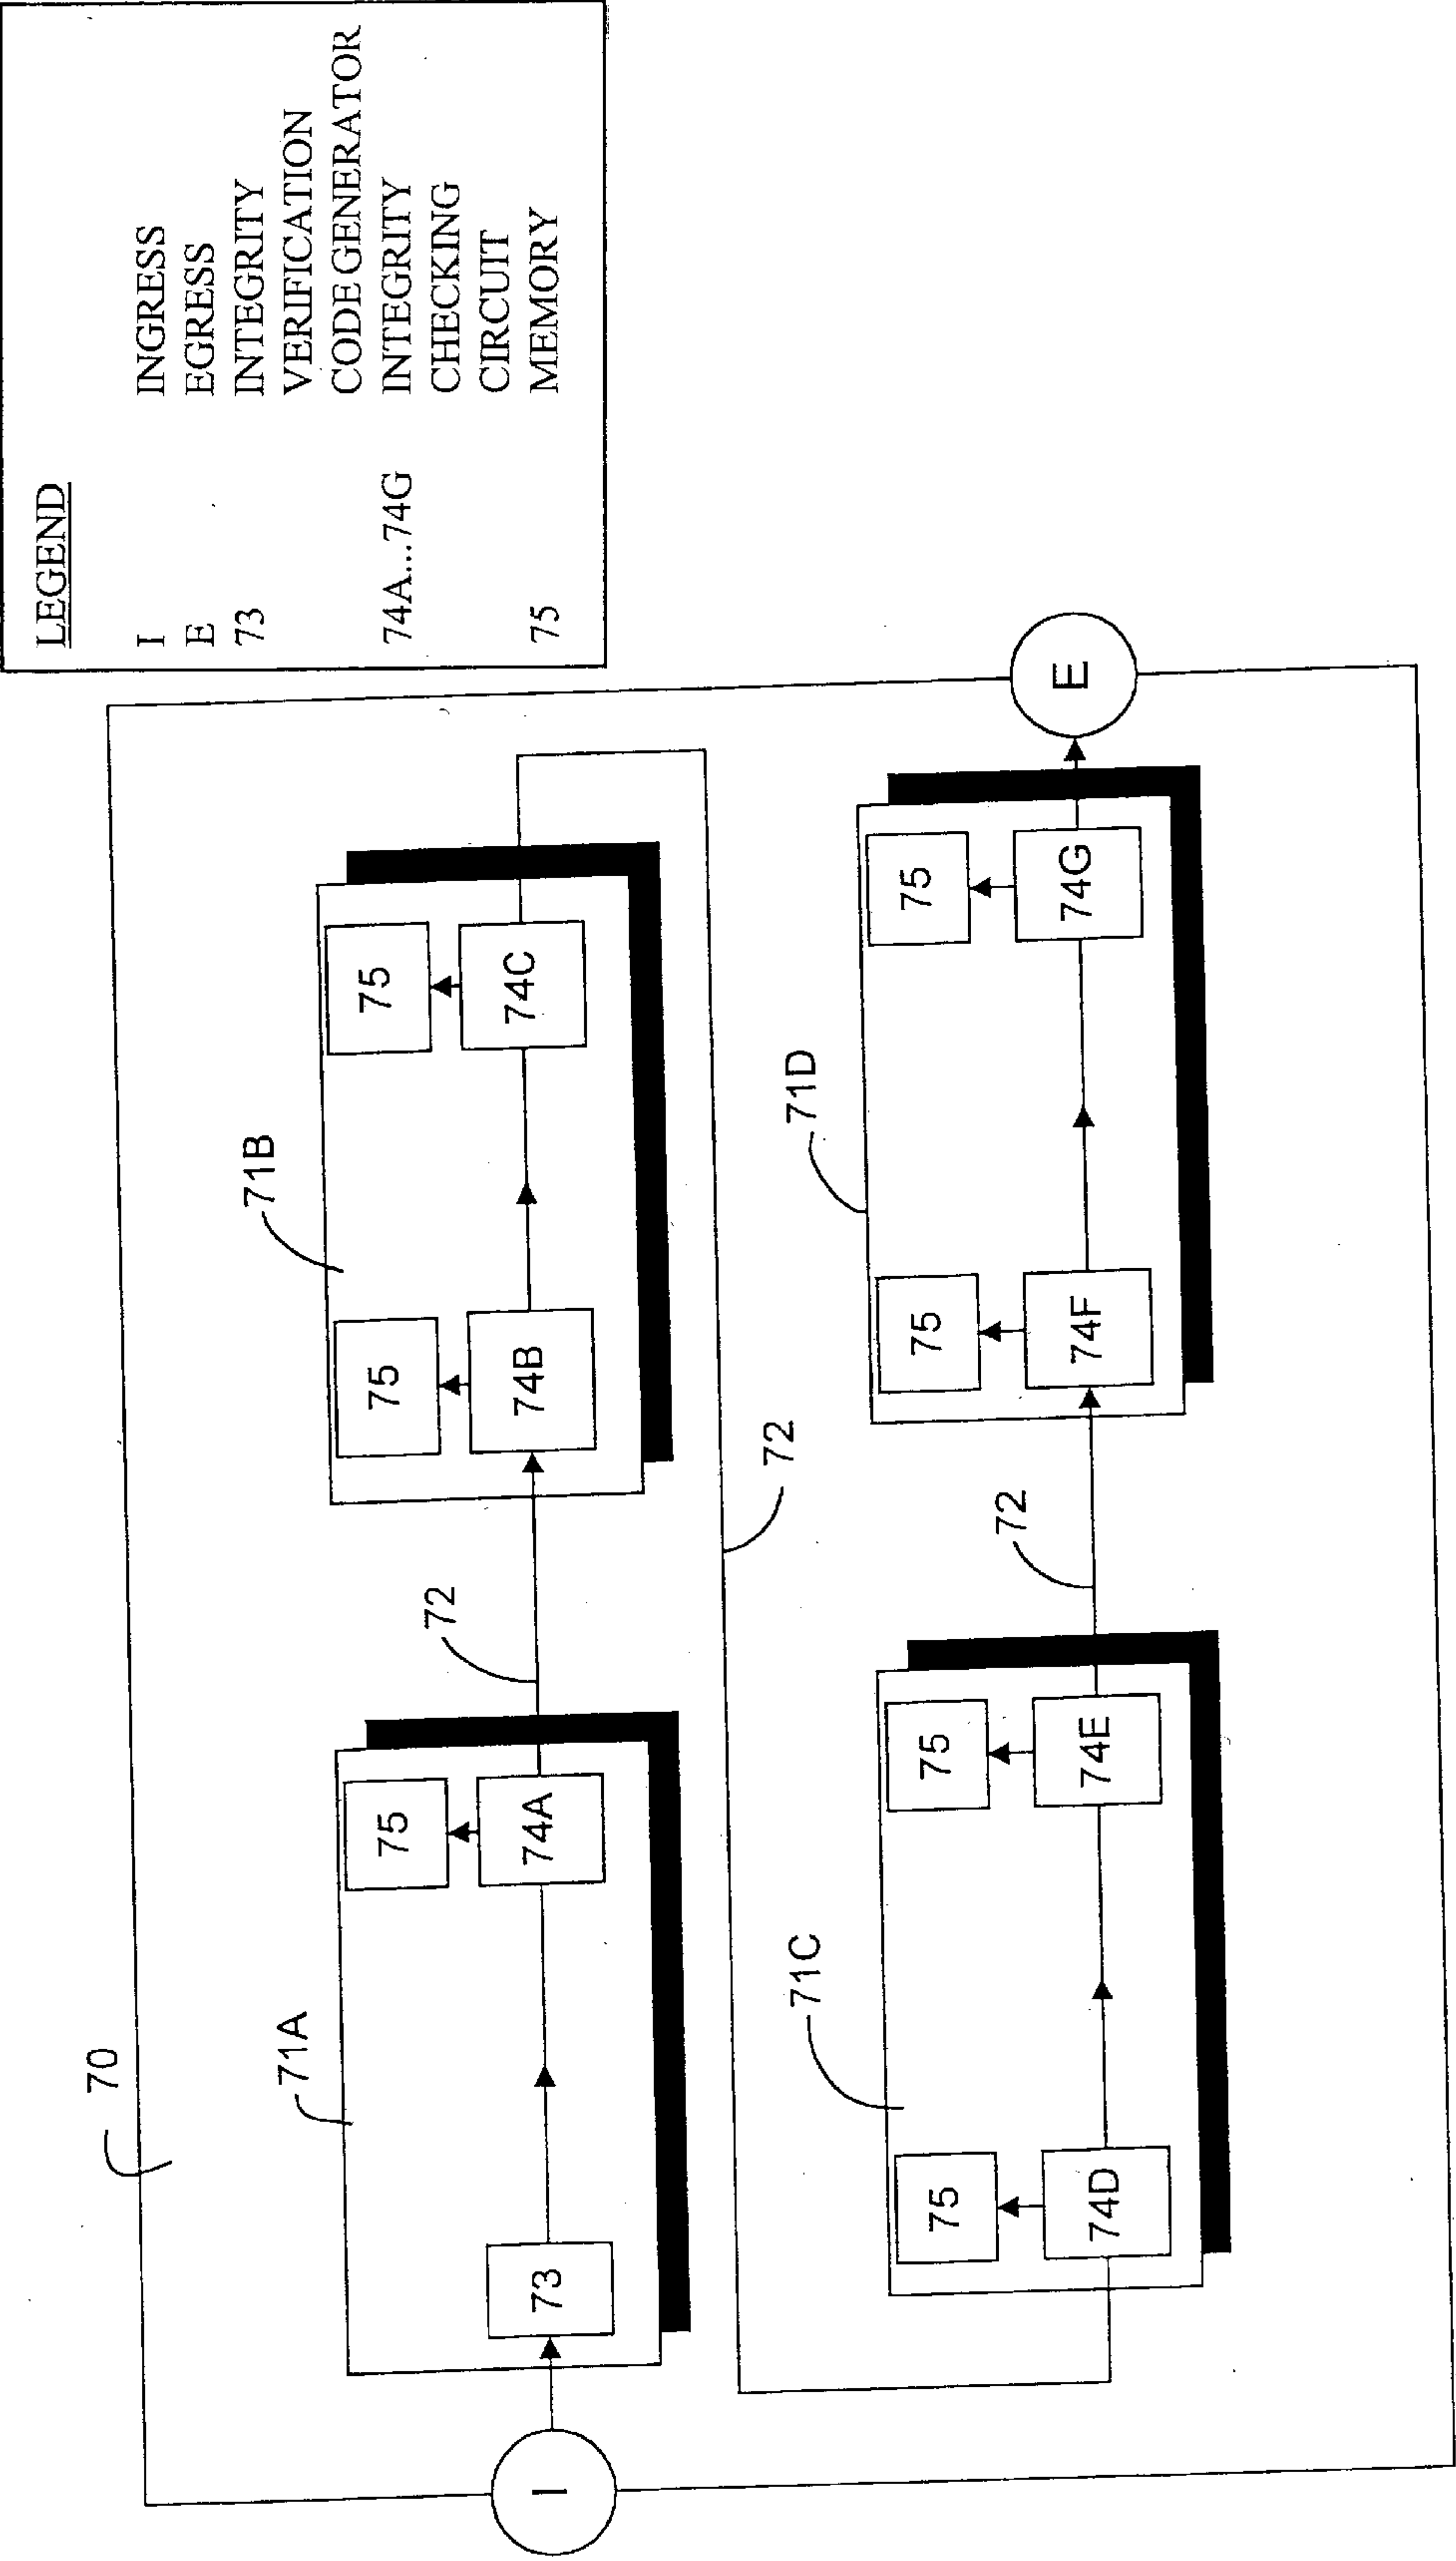 70
71A
71B
I
73
74A
75
72
74B
75
74C
75
72
71C
71D
74D
75
74E
75
72
74F
75
74G
75
E
LEGEND
I INGRESS
E EGRESS
73 INTEGRITY
VERIFICATION
CODE GENERATOR
74A...74G INTEGRITY
CHECKING
CIRCUIT
75 MEMORY